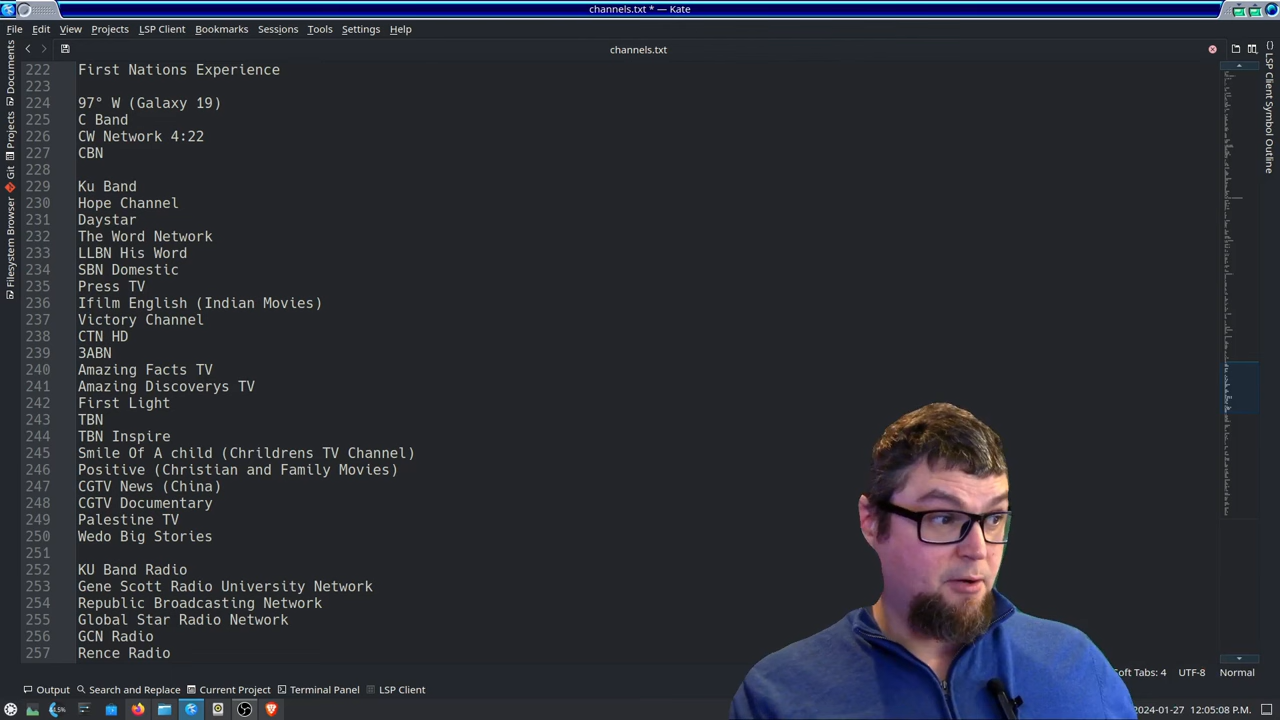 channels.txt * — Kate
File Edit View Projects LSP Client Bookmarks Sessions Tools Settings Help
channels.txt
Documents
Projects
Git
Filesystem Browser
LSP Client Symbol Outline
222 First Nations Experience
223
224 97° W (Galaxy 19)
225 C Band
226 CW Network 4:22
227 CBN
228
229 Ku Band
230 Hope Channel
231 Daystar
232 The Word Network
233 LLBN His Word
234 SBN Domestic
235 Press TV
236 Ifilm English (Indian Movies)
237 Victory Channel
238 CTN HD
239 3ABN
240 Amazing Facts TV
241 Amazing Discoverys TV
242 First Light
243 TBN
244 TBN Inspire
245 Smile Of A child (Chrildrens TV Channel)
246 Positive (Christian and Family Movies)
247 CGTV News (China)
248 CGTV Documentary
249 Palestine TV
250 Wedo Big Stories
251
252 KU Band Radio
253 Gene Scott Radio University Network
254 Republic Broadcasting Network
255 Global Star Radio Network
256 GCN Radio
257 Rence Radio
oft Tabs: 4 UTF-8 Normal
Output Search and Replace Current Project Terminal Panel LSP Client
2024-01-27 12:05:08 P.M.